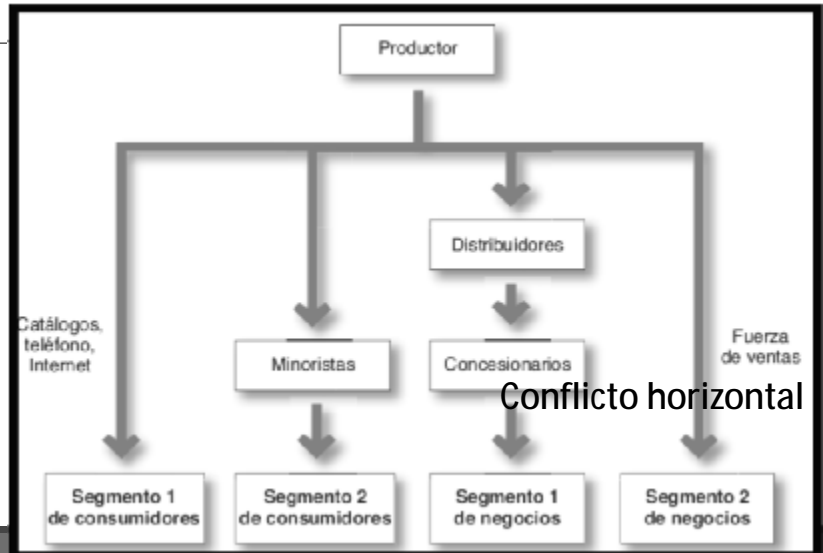 Productor
Distribuidores
Catálogos,
teléfono,
Internet
Minoristas
Concesionarios
Fuerza
de ventas
Conflicto horizontal
Segmento 1
de consumidores
Segmento 2
de consumidores
Segmento 1
de negocios
Segmento 2
de negocios